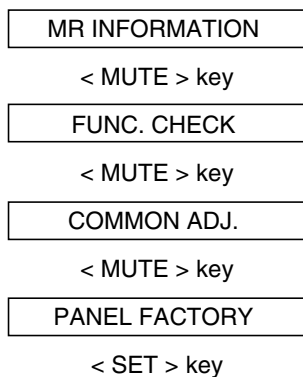 MR INFORMATION
< MUTE > key
FUNC. CHECK
< MUTE > key
COMMON ADJ.
< MUTE > key
PANEL FACTORY
< SET > key